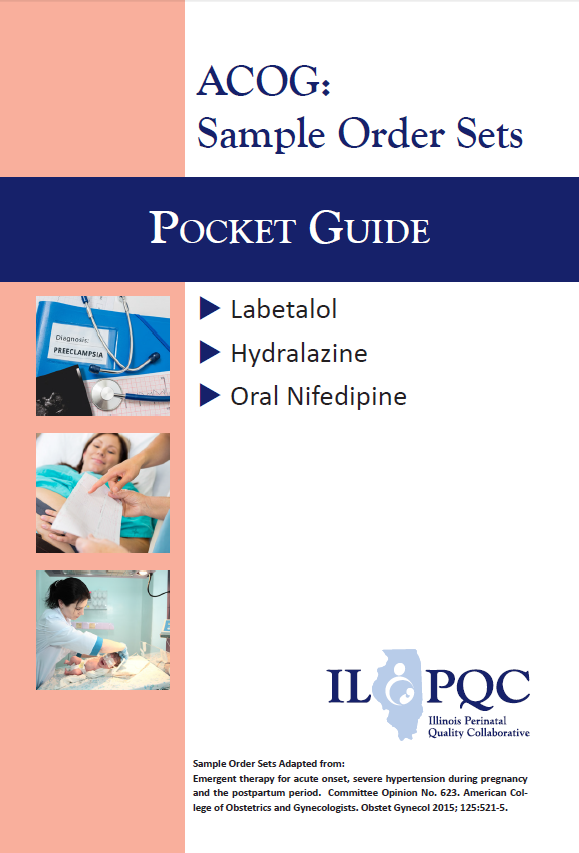 ACOG:
Sample Order Sets
POCKET GUIDE
Labetalol
Hydralazine
Oral Nifedipine
Diagnosis:
PREECLAMPSIA
IL PQC
Illinois Perinatal
Quality Collaborative
Sample Order Sets Adapted from:
Emergent therapy for acute onset, severe hypertension during pregnancy
and the postpartum period. Committee Opinion No. 623. American Col-
lege of Obstetrics and Gynecologists. Obstet Gynecol 2015; 125:521-5.